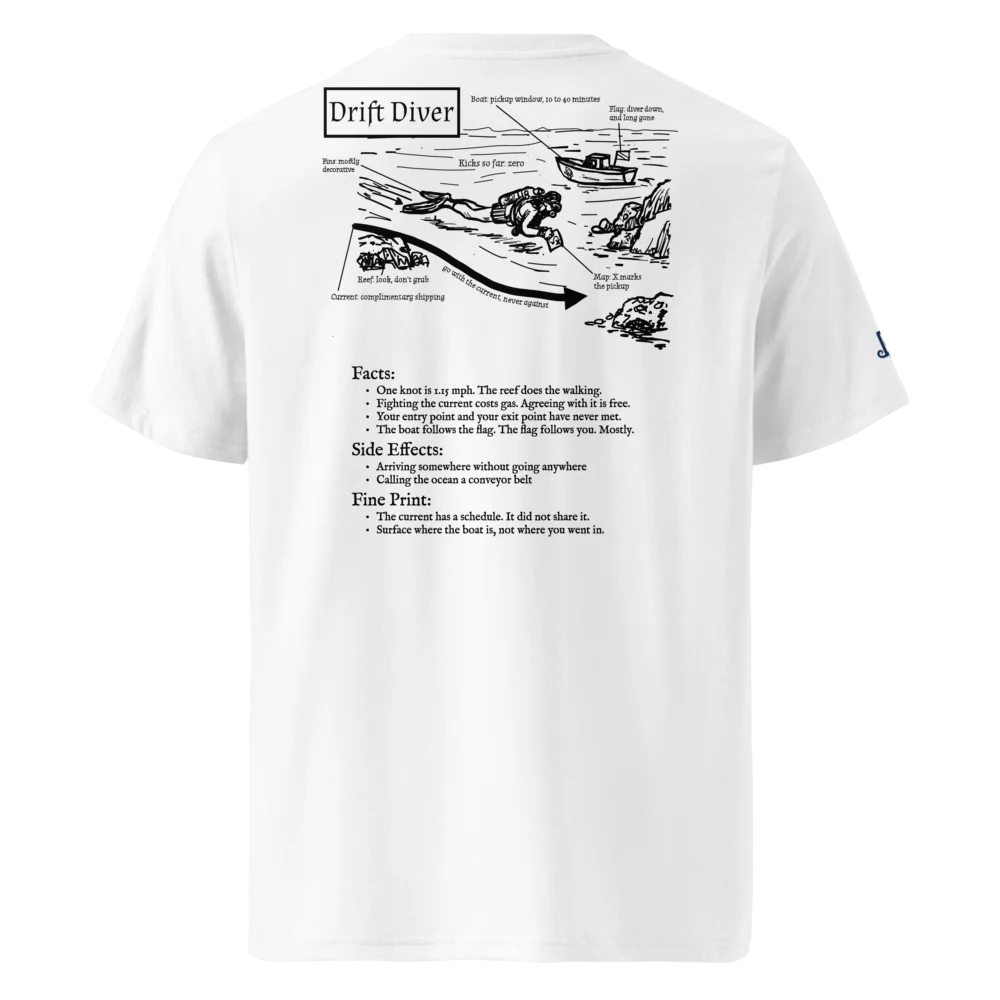 Drift Diver
Boat: pickup window, 10 to 40 minutes
Flag: diver down,
and long gone
Fins: mostly
decorative
Kicks so far: zero
Reef: look, don't grab
go with the current, never against
Map: X marks
the pickup
Current: complimentary shipping
Facts:
• One knot is 1.15 mph. The reef does the walking.
• Fighting the current costs gas. Agreeing with it is free.
• Your entry point and your exit point have never met.
• The boat follows the flag. The flag follows you. Mostly.
Side Effects:
• Arriving somewhere without going anywhere
• Calling the ocean a conveyor belt
Fine Print:
• The current has a schedule. It did not share it.
• Surface where the boat is, not where you went in.